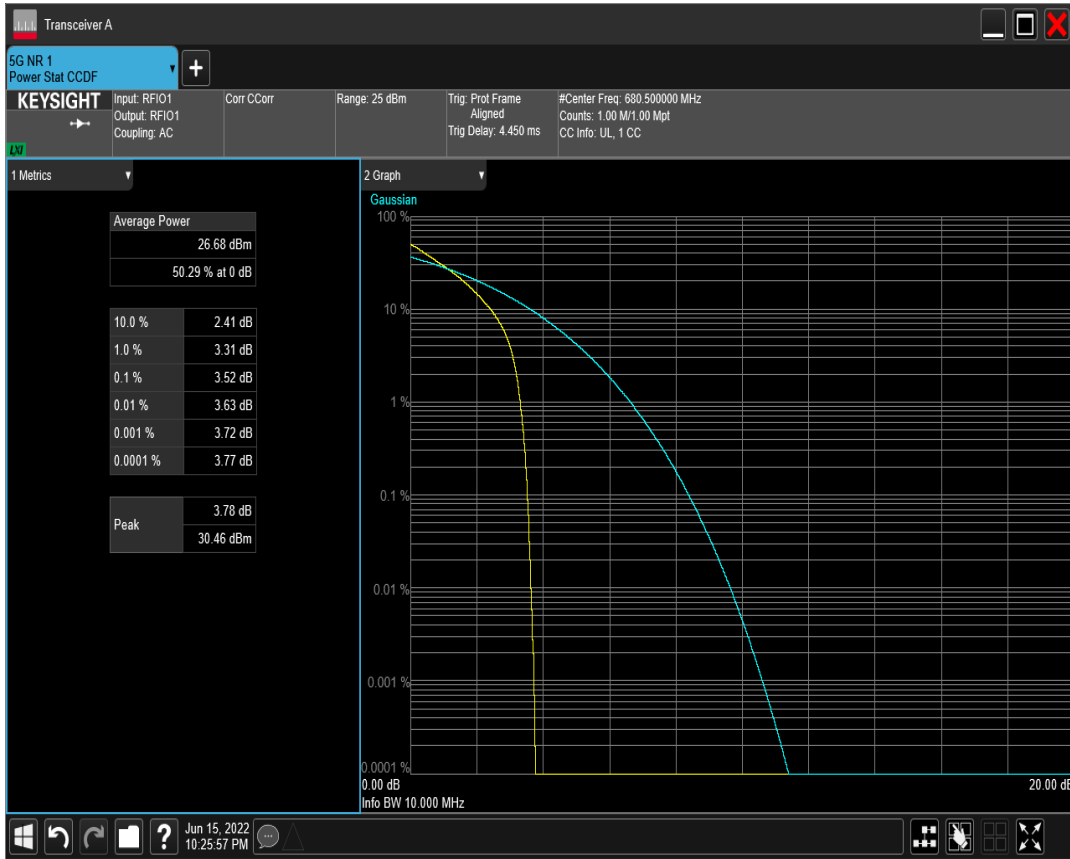 Transceiver A
5G NR 1
Power Stat CCDF
+
KEYSIGHT
LXI
Input: RFIO1
Output: RFIO1
Coupling: AC
Corr CCorr
Range: 25 dBm
Trig: Prot Frame
Aligned
Trig Delay: 4.450 ms
#Center Freq: 680.500000 MHz
Counts: 1.00 M/1.00 Mpt
CC Info: UL, 1 CC
1 Metrics
Average Power
26.68 dBm
50.29 % at 0 dB
10.0 % 2.41 dB
1.0 % 3.31 dB
0.1 % 3.52 dB
0.01 % 3.63 dB
0.001 % 3.72 dB
0.0001 % 3.77 dB
Peak 3.78 dB
30.46 dBm
2 Graph
Gaussian
100 %
10 %
1 %
0.1 %
0.01 %
0.001 %
0.0001 %
0.00 dB 20.00 dB
Info BW 10.000 MHz
?
Jun 15, 2022
10:25:57 PM